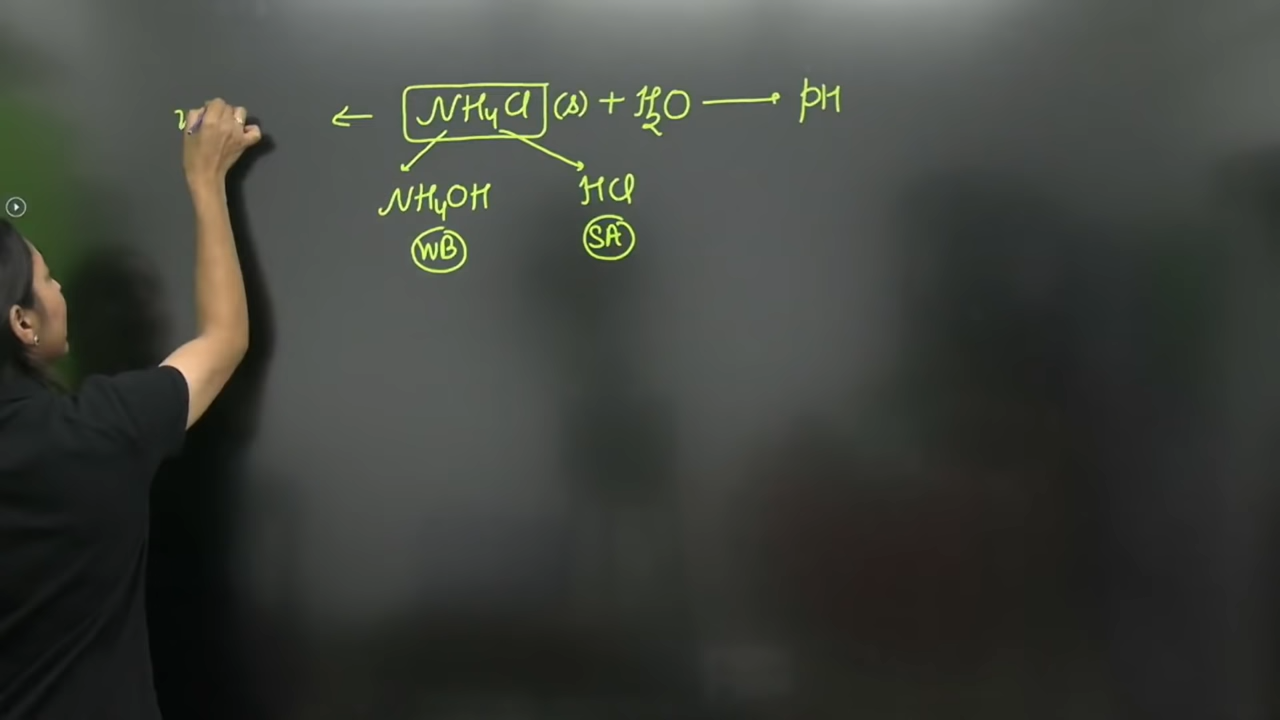 ← NH₄Cl (s) + H₂O ⟶ pH
NH₄OH HCl
WB SA